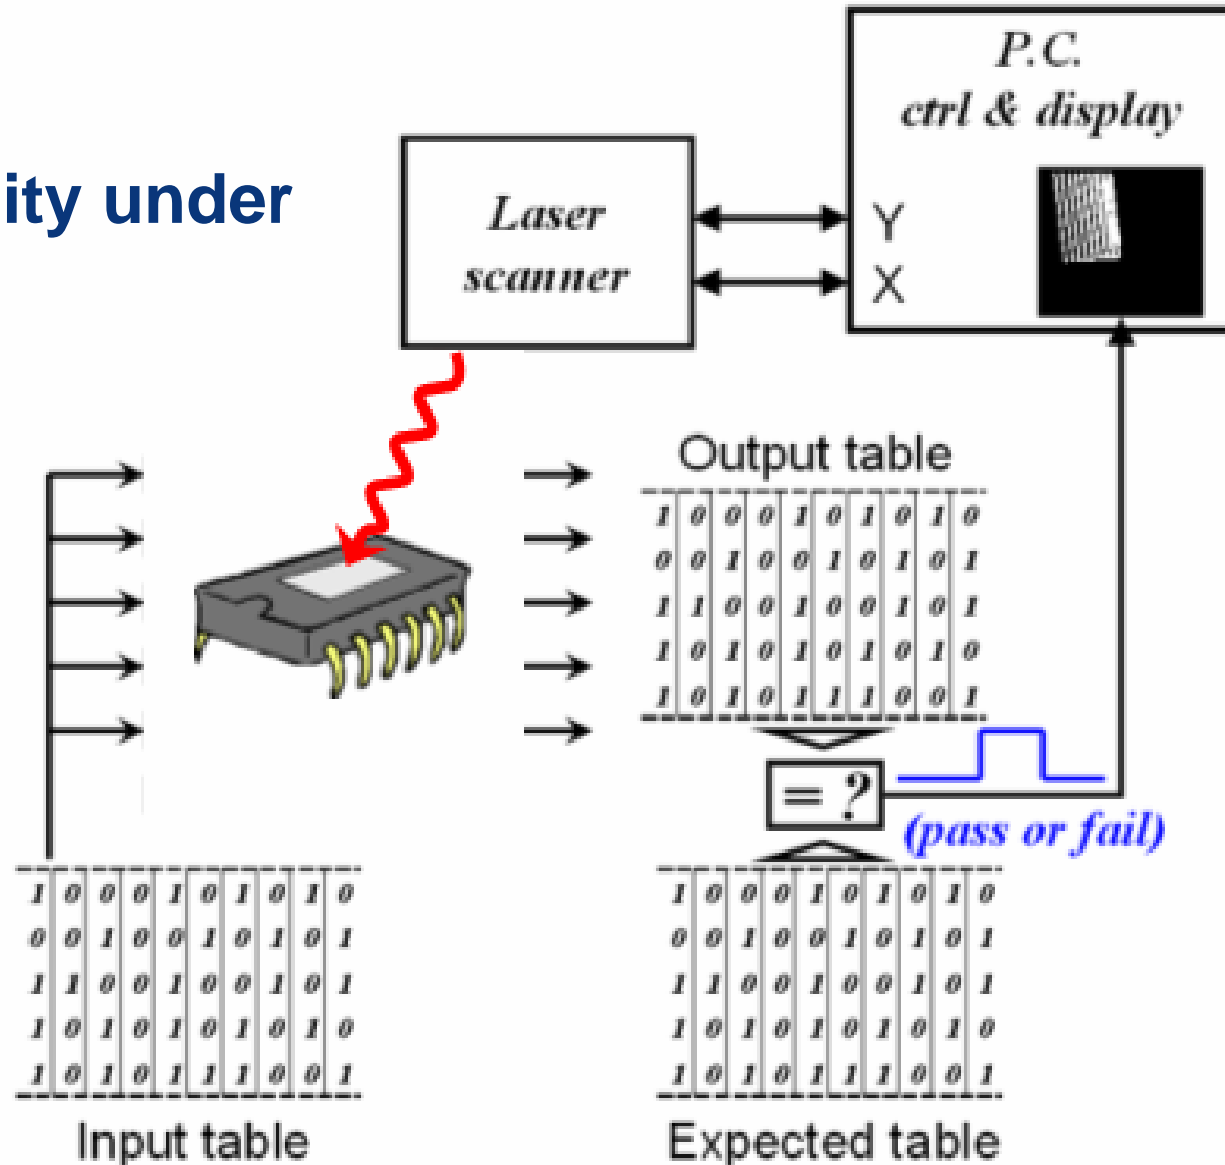 P.C.
ctrl & display
ity under
Laser
scanner
Y
X
Output table
1 0 0 0 1 0 1 0 1 0
0 0 1 0 0 1 0 1 0 1
1 1 0 0 1 0 0 1 0 1
1 0 1 0 1 0 1 0 1 0
1 0 1 0 1 1 1 0 0 1
= ?
(pass or fail)
1 0 0 0 1 0 1 0 1 0
0 0 1 0 0 1 0 1 0 1
1 1 0 0 1 0 0 1 0 1
1 0 1 0 1 0 1 0 1 0
1 0 1 0 1 1 1 0 0 1
Input table
1 0 0 0 1 0 1 0 1 0
0 0 1 0 0 1 0 1 0 1
1 1 0 0 1 0 0 1 0 1
1 0 1 0 1 0 1 0 1 0
1 0 1 0 1 1 1 0 0 1
Expected table